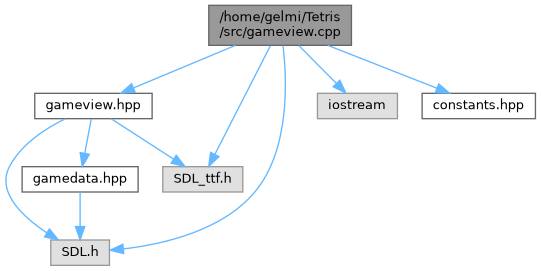 /home/gelmi/Tetris
/src/gameview.cpp
gameview.hpp
iostream
constants.hpp
gamedata.hpp
SDL_ttf.h
SDL.h